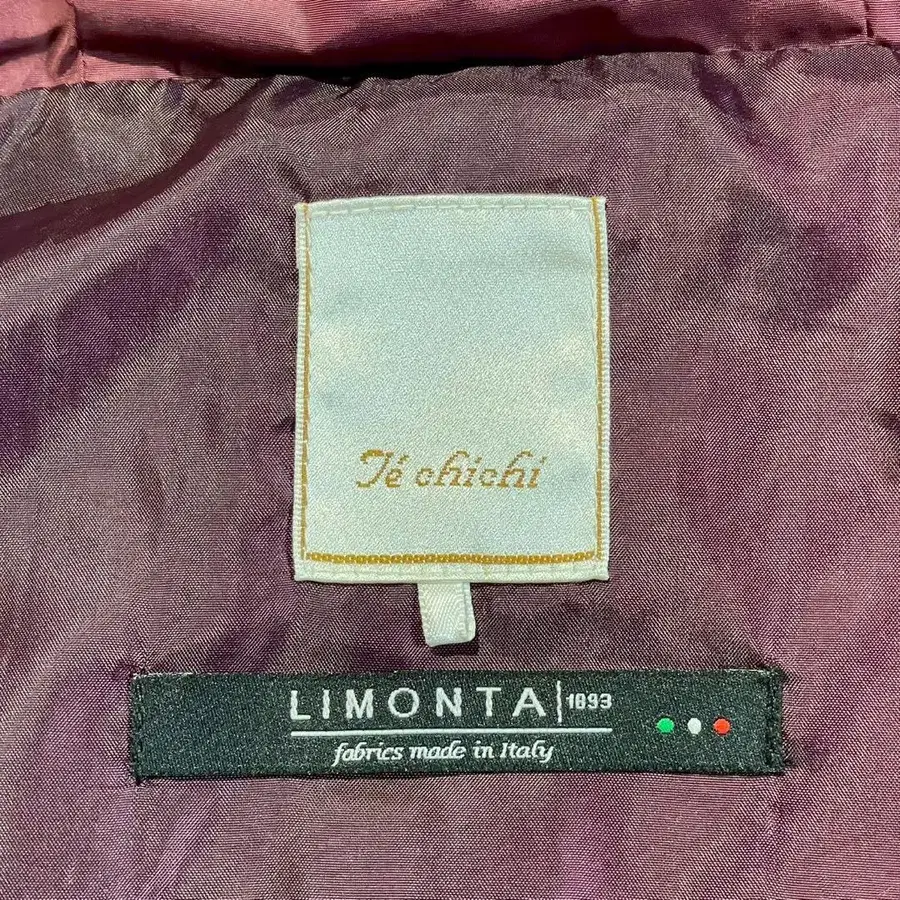 Té chichi
LIMONTA | 1893
fabrics made in Italy